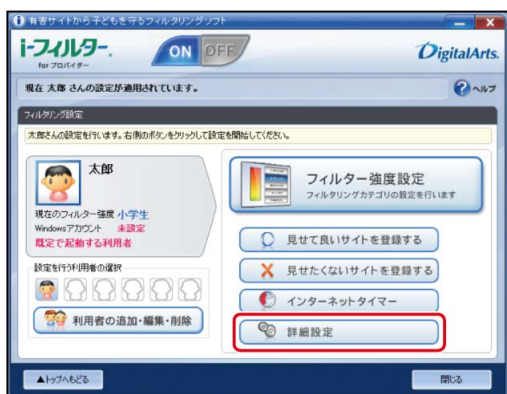 有害サイトから子どもを守るフィルタリングソフト
i-フィルター.
for プロバイダー
ON OFF
DigitalArts.
現在 太郎 さんの設定が適用されています。
ヘルプ
フィルタリング設定
太郎さんの設定を行います。右側のボタンをクリックして設定を開始してください。
太郎
現在のフィルター強度 小学生
Windowsアカウント 未設定
既定で起動する利用者
設定を行う利用者の選択
利用者の追加・編集・削除
フィルター強度設定
フィルタリングカテゴリの設定を行います
見せて良いサイトを登録する
見せたくないサイトを登録する
インターネットタイマー
詳細設定
▲トップへもどる
閉じる